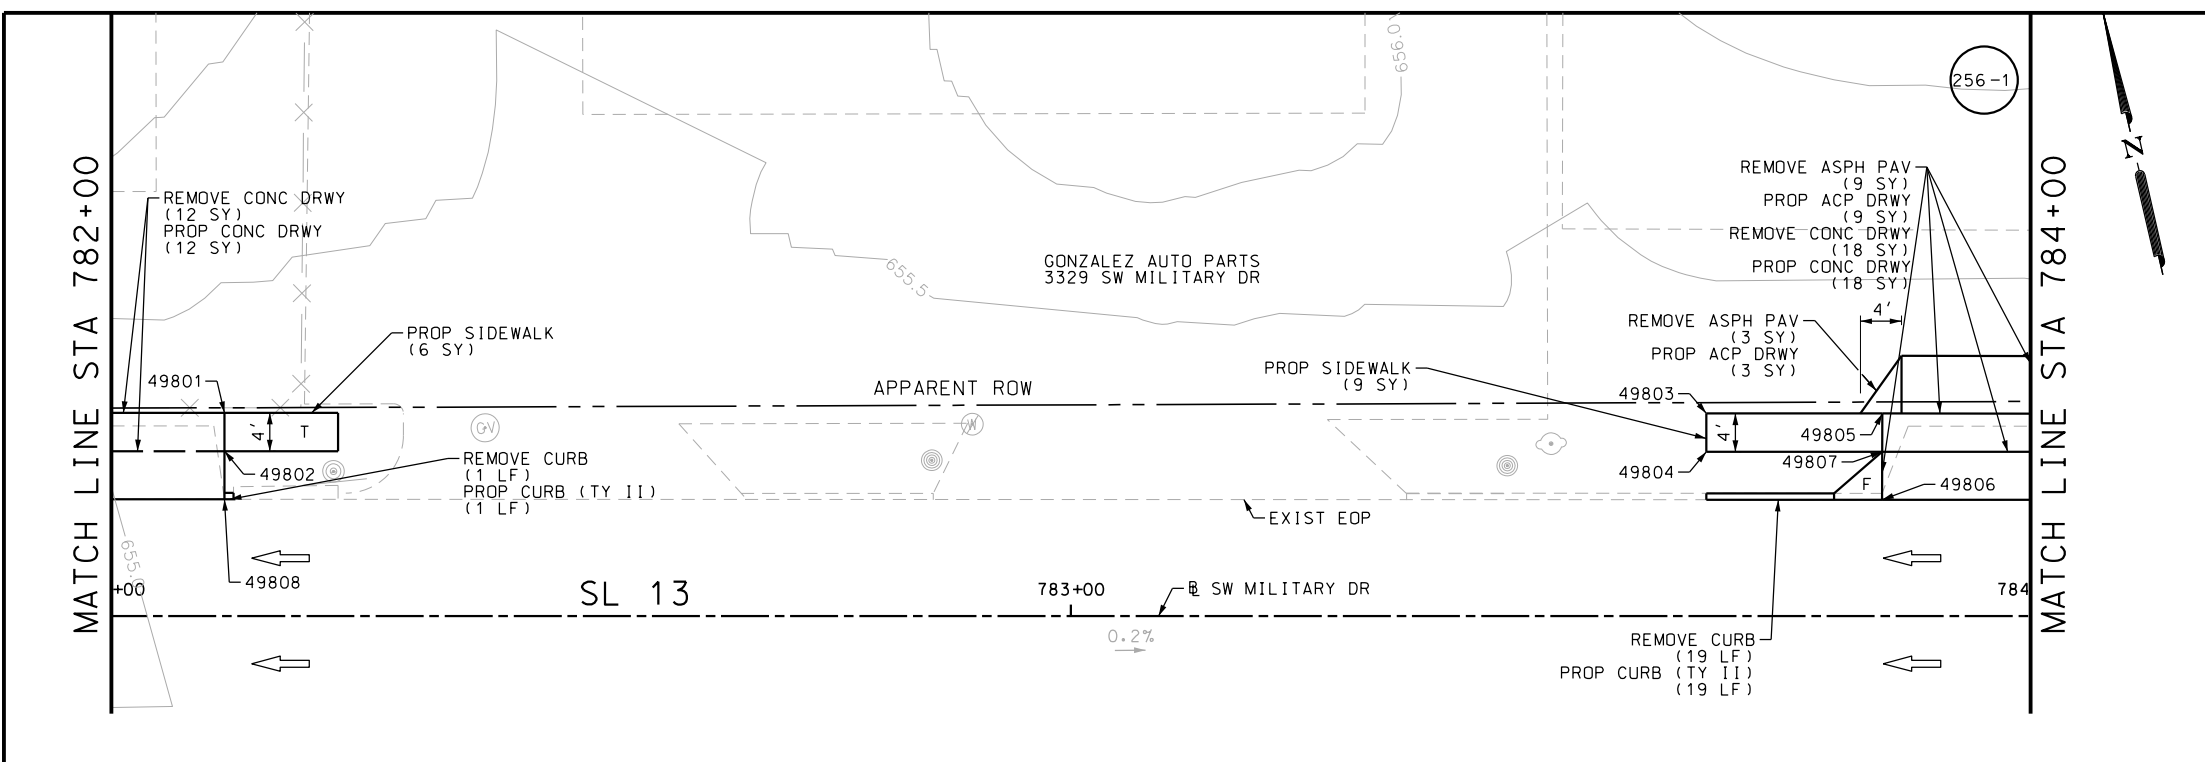 MATCH LINE STA 782+00
REMOVE CONC DRWY
(12 SY)
PROP CONC DRWY
(12 SY)
49801
PROP SIDEWALK
(6 SY)
4'
T
49802
REMOVE CURB
(1 LF)
PROP CURB (TY II)
(1 LF)
49808
655.0
+00
GV
W
656.0
655.5
GONZALEZ AUTO PARTS
3329 SW MILITARY DR
APPARENT ROW
EXIST EOP
SL 13
783+00
SW MILITARY DR
0.2%
256-1
REMOVE ASPH PAV
(9 SY)
PROP ACP DRWY
(9 SY)
REMOVE CONC DRWY
(18 SY)
PROP CONC DRWY
(18 SY)
4'
REMOVE ASPH PAV
(3 SY)
PROP ACP DRWY
(3 SY)
PROP SIDEWALK
(9 SY)
49803
4'
49805
49804
49807
F
49806
784
REMOVE CURB
(19 LF)
PROP CURB (TY II)
(19 LF)
MATCH LINE STA 784+00
N